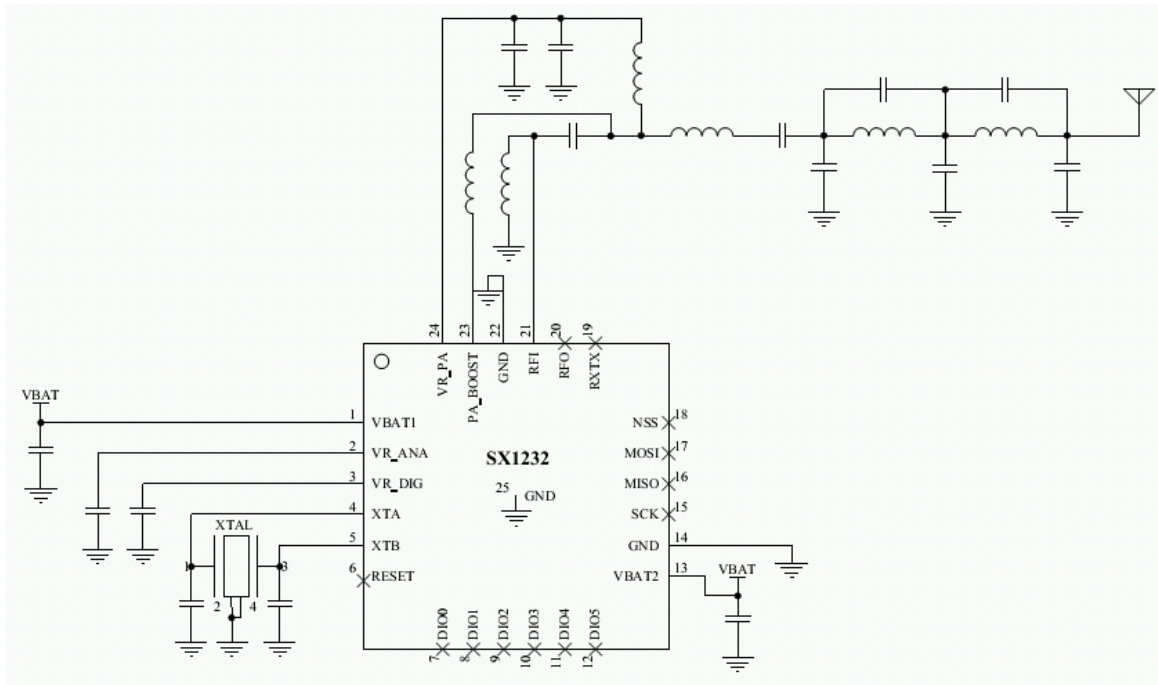 24
23
22
21
20
19
VR_PA
PA_BOOST
GND
RFI
RFO
RXTX
VBAT
1
VBAT1
NSS
18
2
VR_ANA
MOSI
17
SX1232
3
VR_DIG
MISO
16
25
GND
4
XTA
SCK
15
XTAL
5
XTB
GND
14
1
3
6
RESET
VBAT2
13
VBAT
2
4
DIO0
DIO1
DIO2
DIO3
DIO4
DIO5
7
8
9
10
11
12